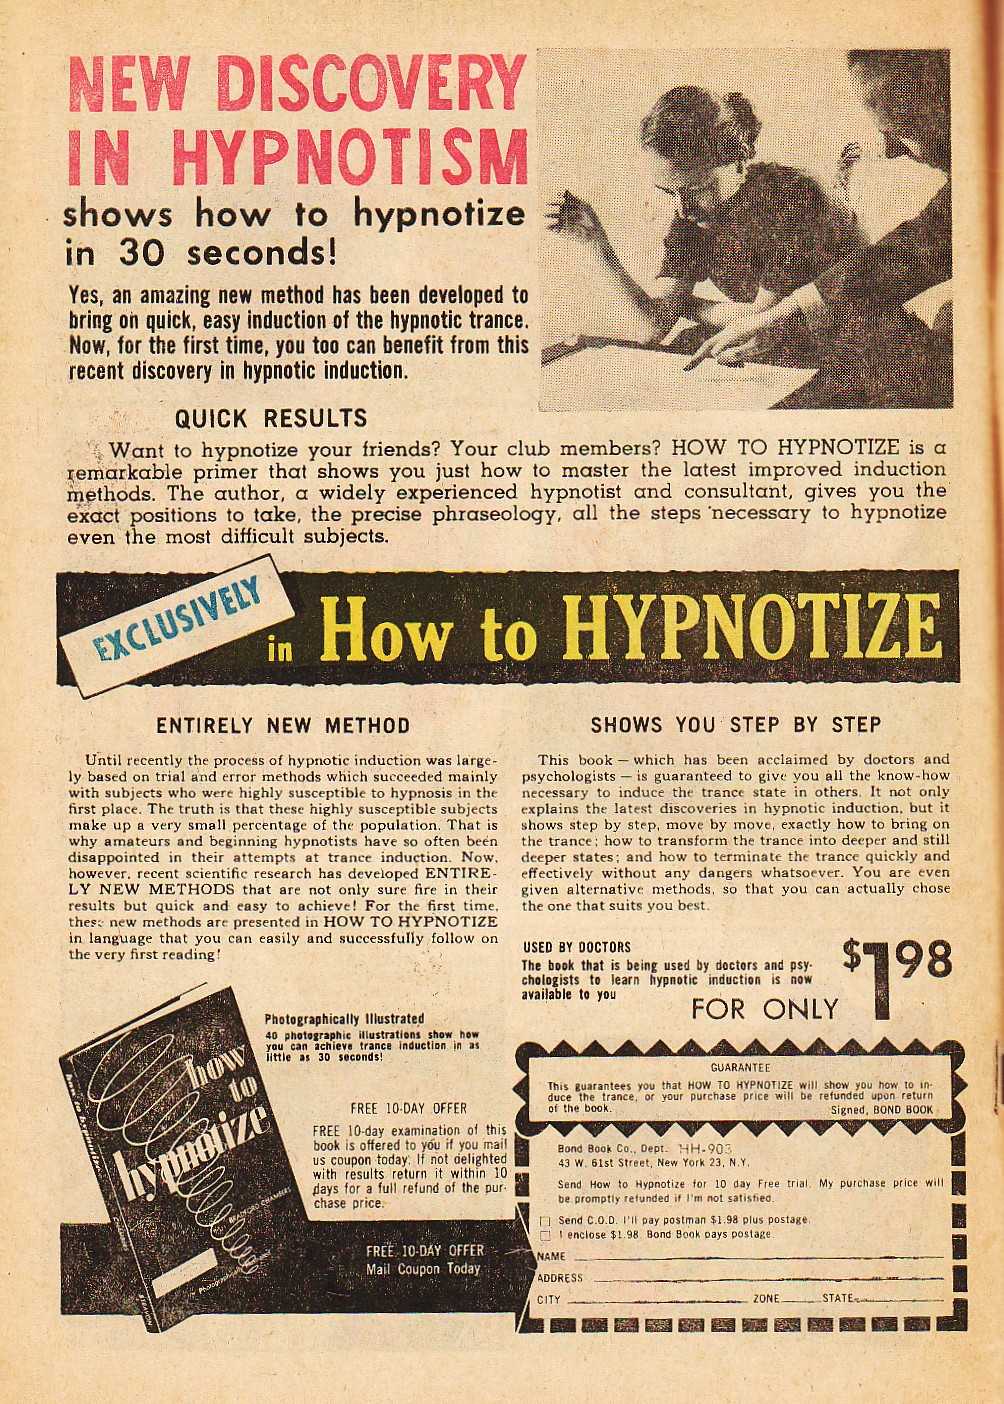 NEW DISCOVERY
IN HYPNOTISM
shows how to hypnotize
in 30 seconds!
Yes, an amazing new method has been developed to
bring on quick, easy induction of the hypnotic trance.
Now, for the first time, you too can benefit from this
recent discovery in hypnotic induction.
QUICK RESULTS
Want to hypnotize your friends? Your club members? HOW TO HYPNOTIZE is a
remarkable primer that shows you just how to master the latest improved induction
methods. The author, a widely experienced hypnotist and consultant, gives you the
exact positions to take, the precise phraseology, all the steps necessary to hypnotize
even the most difficult subjects.
EXCLUSIVELY
in How to HYPNOTIZE
ENTIRELY NEW METHOD
Until recently the process of hypnotic induction was large-
ly based on trial and error methods which succeeded mainly
with subjects who were highly susceptible to hypnosis in the
first place. The truth is that these highly susceptible subjects
make up a very small percentage of the population. That is
why amateurs and beginning hypnotists have so often been
disappointed in their attempts at trance induction. Now,
however, recent scientific research has developed ENTIRE-
LY NEW METHODS that are not only sure fire in their
results but quick and easy to achieve! For the first time,
these new methods are presented in HOW TO HYPNOTIZE
in language that you can easily and successfully follow on
the very first reading!
SHOWS YOU STEP BY STEP
This book — which has been acclaimed by doctors and
psychologists — is guaranteed to give you all the know-how
necessary to induce the trance state in others. It not only
explains the latest discoveries in hypnotic induction, but it
shows step by step, move by move, exactly how to bring on
the trance; how to transform the trance into deeper and still
deeper states; and how to terminate the trance quickly and
effectively without any dangers whatsoever. You are even
given alternative methods, so that you can actually chose
the one that suits you best.
USED BY DOCTORS
The book that is being used by doctors and psy-
chologists to learn hypnotic induction is now
available to you
FOR ONLY
$1.98
how
to
hypnotize
BRADFORD CHAMBERS
Photographically Illustrated
40 photographic illustrations show how
you can achieve trance induction in as
little as 30 seconds!
FREE 10-DAY OFFER
FREE 10-day examination of this
book is offered to you if you mail
us coupon today. If not delighted
with results return it within 10
days for a full refund of the pur-
chase price.
FREE 10-DAY OFFER
Mail Coupon Today
GUARANTEE
This guarantees you that HOW TO HYPNOTIZE will show you how to in-
duce the trance, or your purchase price will be refunded upon return
of the book.
Signed, BOND BOOK
Bond Book Co., Dept. HH-903
43 W. 61st Street, New York 23, N.Y.
Send How to Hypnotize for 10 day Free trial. My purchase price will
be promptly refunded if I'm not satisfied.
Send C.O.D. I'll pay postman $1.98 plus postage.
I enclose $1.98. Bond Book pays postage.
NAME
ADDRESS
CITY ZONE STATE